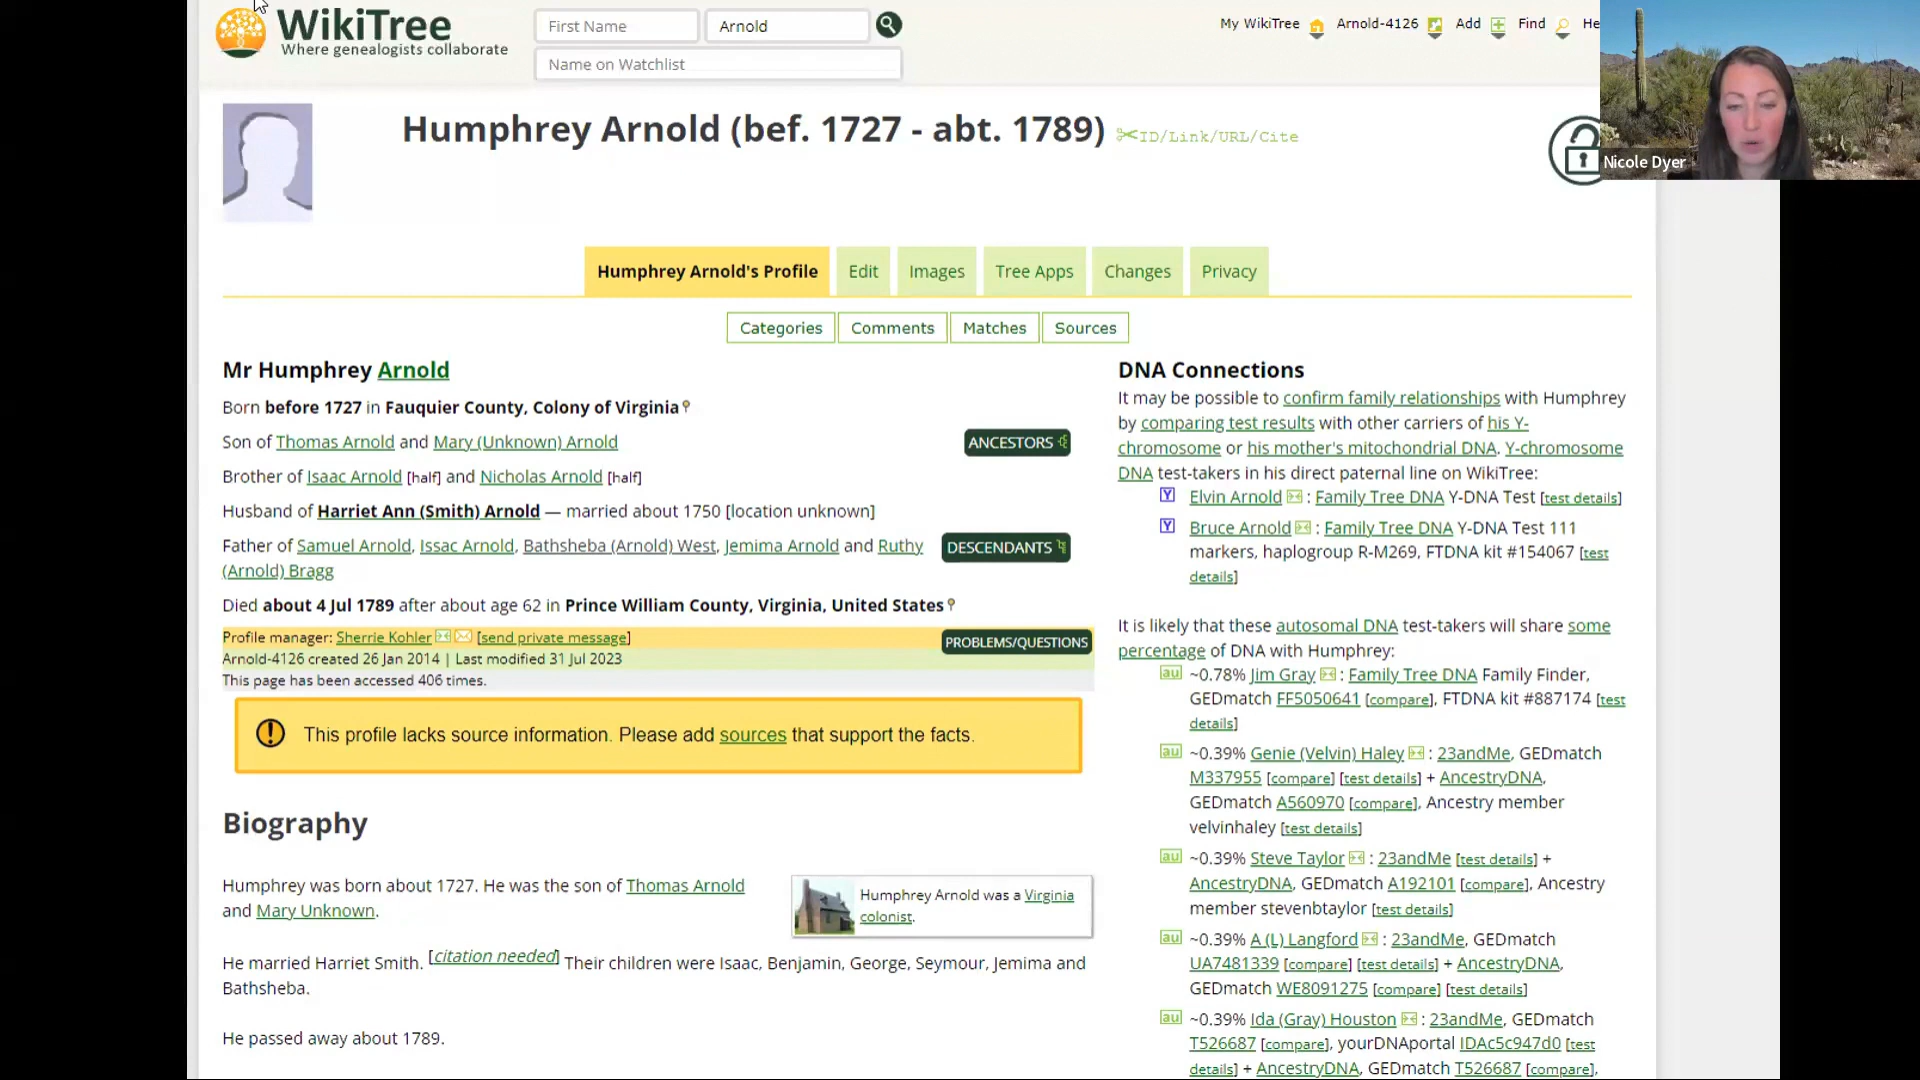 WikiTree
Where genealogists collaborate
First Name
Arnold
Name on Watchlist
My WikiTree
Arnold-4126
Add
Find
He
Nicole Dyer
Humphrey Arnold (bef. 1727 - abt. 1789)
ID/Link/URL/Cite
Humphrey Arnold's Profile
Edit
Images
Tree Apps
Changes
Privacy
Categories
Comments
Matches
Sources
Mr Humphrey Arnold
Born before 1727 in Fauquier County, Colony of Virginia
Son of Thomas Arnold and Mary (Unknown) Arnold
ANCESTORS
Brother of Isaac Arnold [half] and Nicholas Arnold [half]
Husband of Harriet Ann (Smith) Arnold — married about 1750 [location unknown]
Father of Samuel Arnold, Issac Arnold, Bathsheba (Arnold) West, Jemima Arnold and Ruthy
(Arnold) Bragg
DESCENDANTS
Died about 4 Jul 1789 after about age 62 in Prince William County, Virginia, United States
Profile manager: Sherrie Kohler [send private message]
PROBLEMS/QUESTIONS
Arnold-4126 created 26 Jan 2014 | Last modified 31 Jul 2023
This page has been accessed 406 times.
This profile lacks source information. Please add sources that support the facts.
Biography
Humphrey was born about 1727. He was the son of Thomas Arnold
and Mary Unknown.
Humphrey Arnold was a Virginia
colonist.
He married Harriet Smith. [citation needed] Their children were Isaac, Benjamin, George, Seymour, Jemima and
Bathsheba.
He passed away about 1789.
DNA Connections
It may be possible to confirm family relationships with Humphrey
by comparing test results with other carriers of his Y-
chromosome or his mother's mitochondrial DNA. Y-chromosome
DNA test-takers in his direct paternal line on WikiTree:
Y Elvin Arnold : Family Tree DNA Y-DNA Test [test details]
Y Bruce Arnold : Family Tree DNA Y-DNA Test 111
markers, haplogroup R-M269, FTDNA kit #154067 [test
details]
It is likely that these autosomal DNA test-takers will share some
percentage of DNA with Humphrey:
au ~0.78% Jim Gray : Family Tree DNA Family Finder,
GEDmatch FF5050641 [compare], FTDNA kit #887174 [test
details]
au ~0.39% Genie (Velvin) Haley : 23andMe, GEDmatch
M337955 [compare] [test details] + AncestryDNA,
GEDmatch A560970 [compare], Ancestry member
velvinhaley [test details]
au ~0.39% Steve Taylor : 23andMe [test details] +
AncestryDNA, GEDmatch A192101 [compare], Ancestry
member stevenbtaylor [test details]
au ~0.39% A (L) Langford : 23andMe, GEDmatch
UA7481339 [compare] [test details] + AncestryDNA,
GEDmatch WE8091275 [compare] [test details]
au ~0.39% Ida (Gray) Houston : 23andMe, GEDmatch
T526687 [compare], yourDNAportal IDAc5c947d0 [test
details] + AncestryDNA, GEDmatch T526687 [compare],